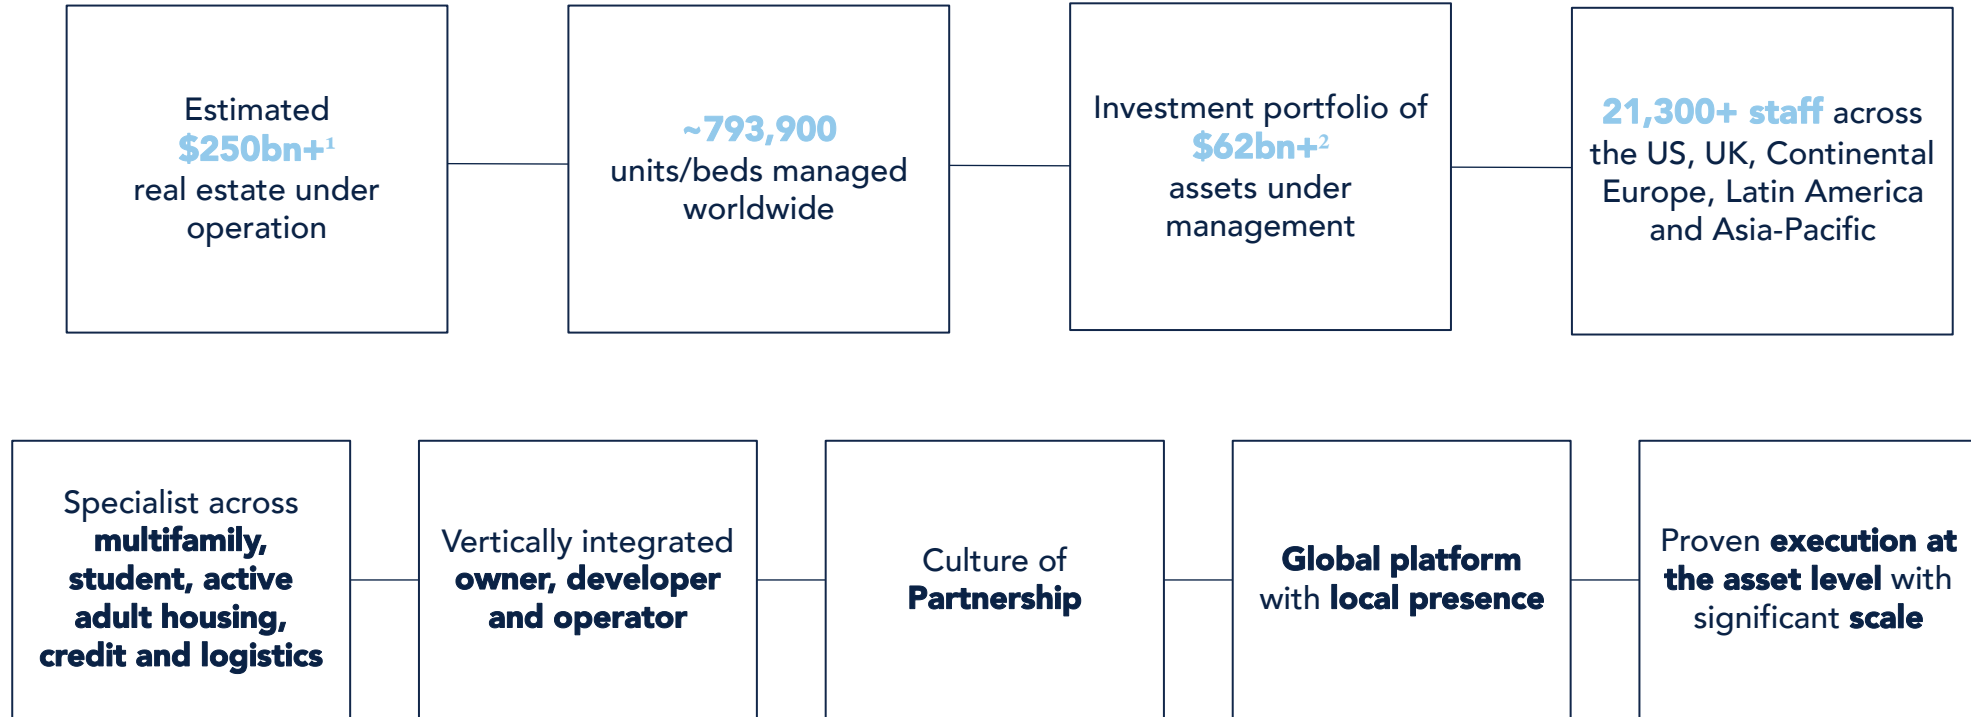 Estimated
$250bn+¹
real estate under
operation
~793,900
units/beds managed
worldwide
Investment portfolio of
$62bn+²
assets under
management
21,300+ staff across
the US, UK, Continental
Europe, Latin America
and Asia-Pacific
Specialist across
multifamily,
student, active
adult housing,
credit and logistics
Vertically integrated
owner, developer
and operator
Culture of
Partnership
Global platform
with local presence
Proven execution at
the asset level with
significant scale